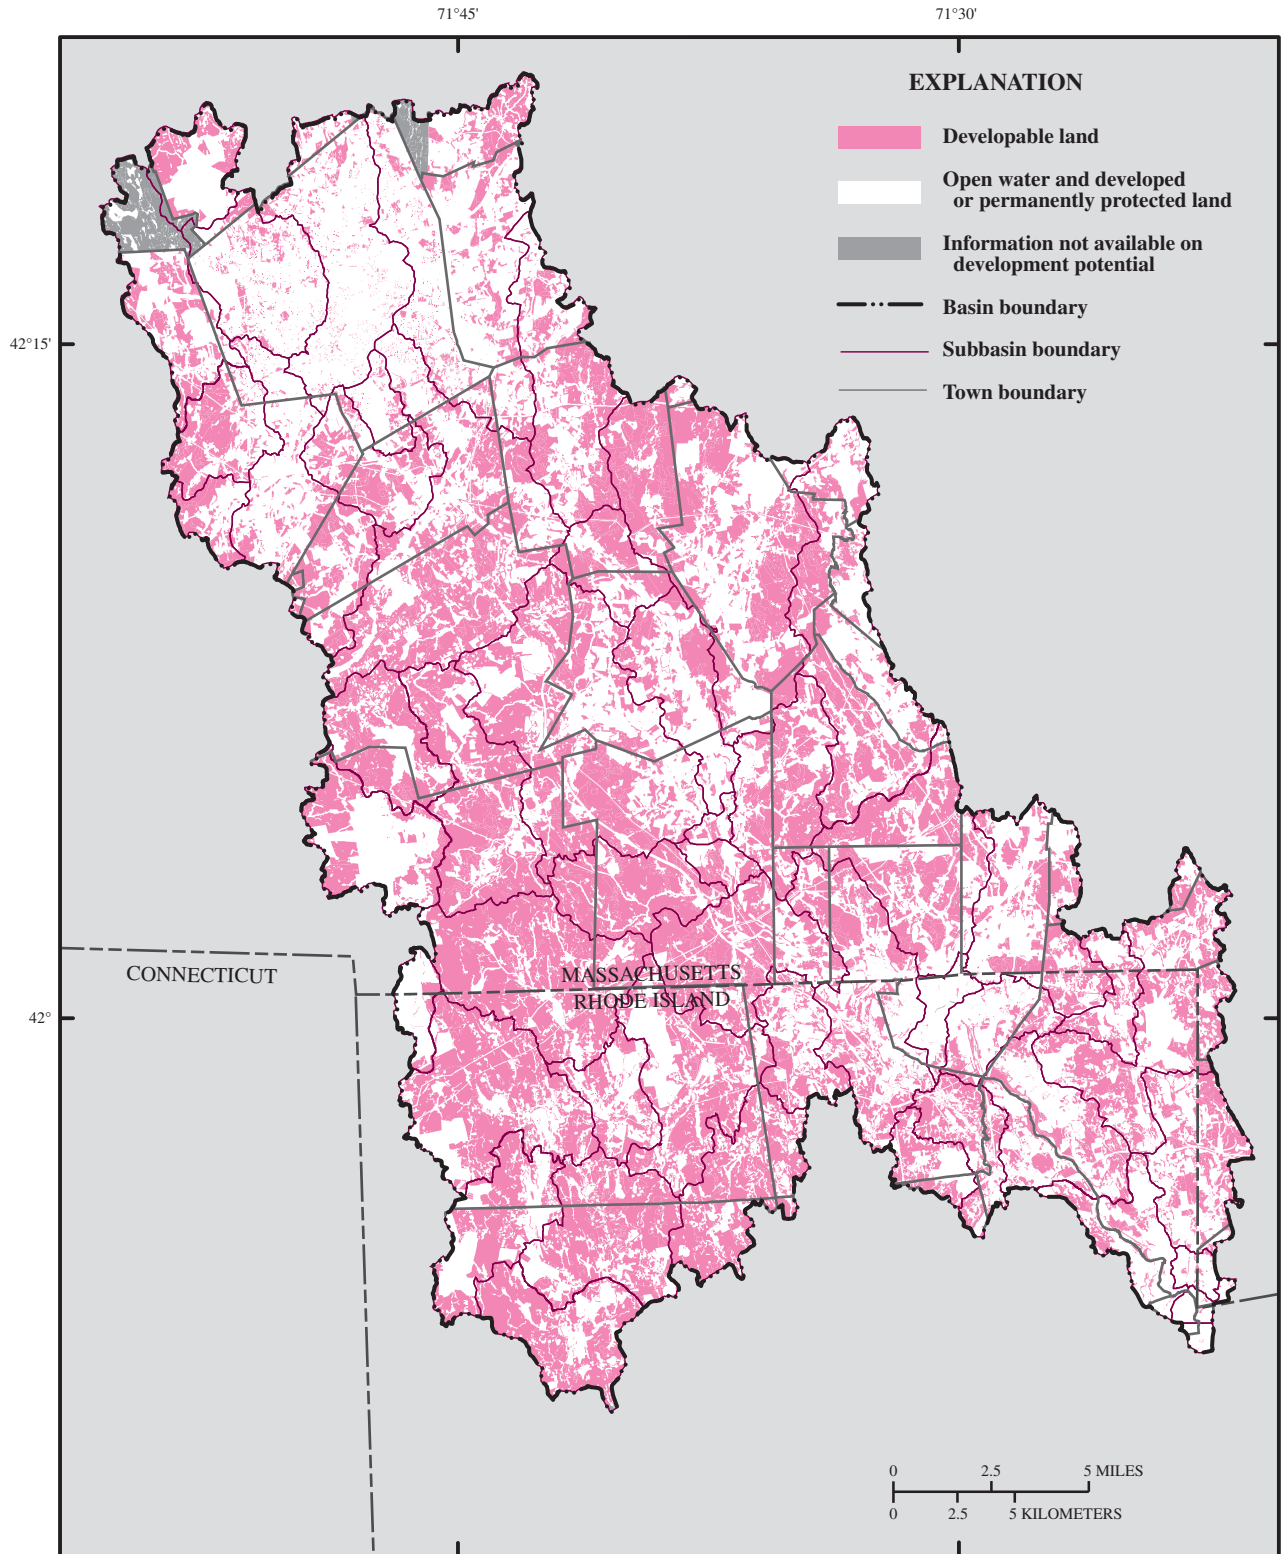 71°45'
71°30'
EXPLANATION
Developable land
Open water and developed
or permanently protected land
Information not available on
development potential
Basin boundary
42°15'
Subbasin boundary
Town boundary
CONNECTICUT
MASSACHUSETTS
RHODE ISLAND
42°
0 2.5 5 MILES
0 2.5 5 KILOMETERS